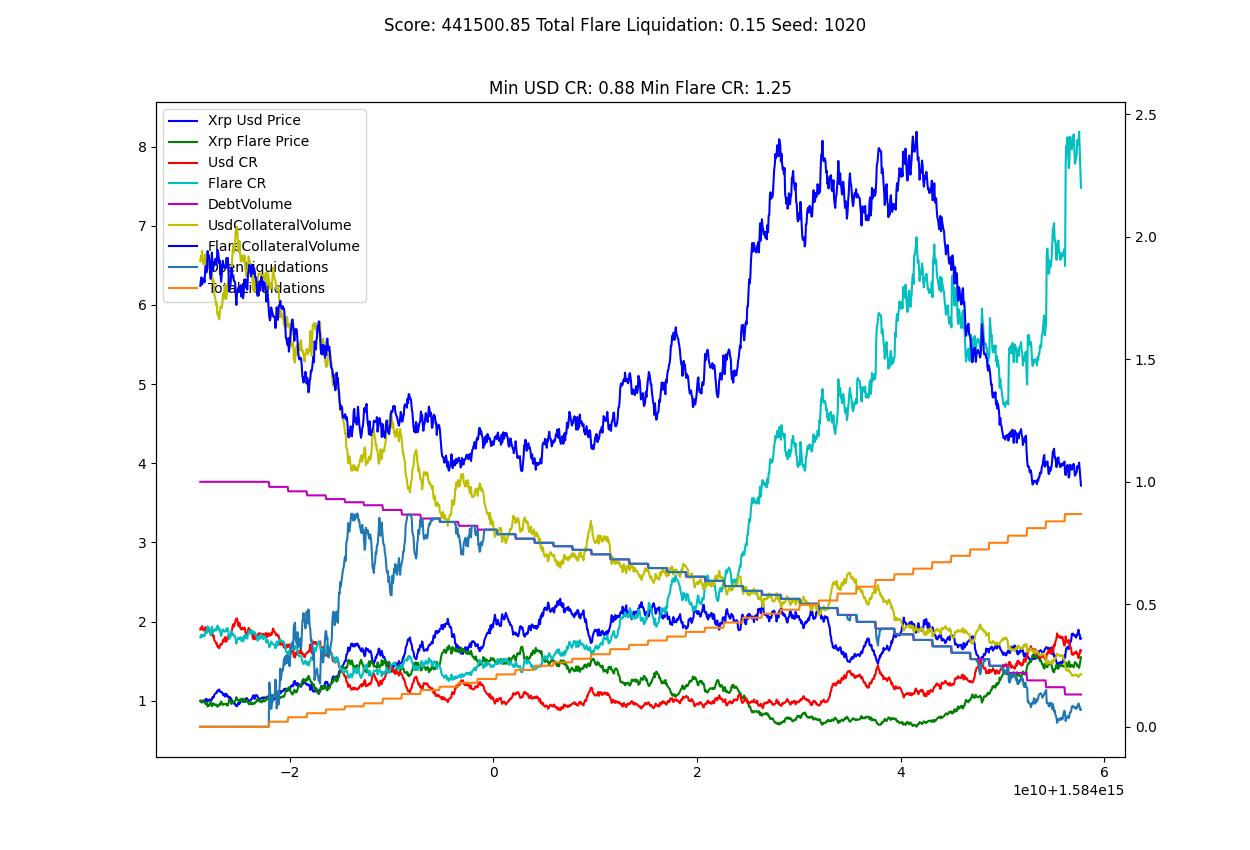 Score: 441500.85 Total Flare Liquidation: 0.15 Seed: 1020
Min USD CR: 0.88 Min Flare CR: 1.25
Xrp Usd Price
Xrp Flare Price
Usd CR
Flare CR
DebtVolume
UsdCollateralVolume
FlareCollateralVolume
OpenLiquidations
TotalLiquidations
8
7
6
5
4
3
2
1
2.5
2.0
1.5
1.0
0.5
0.0
−2
0
2
4
6
1e10+1.584e15